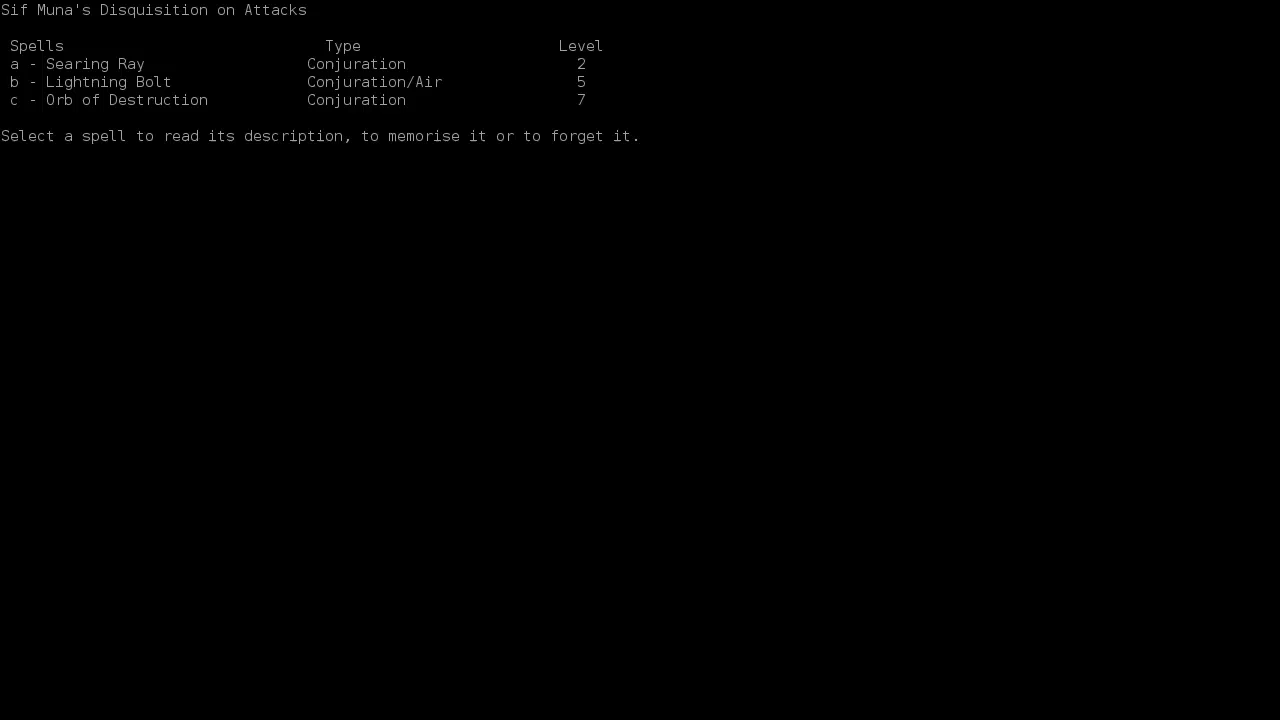 Sif Muna's Disquisition on Attacks
Spells Type Level
a - Searing Ray Conjuration 2
b - Lightning Bolt Conjuration/Air 5
c - Orb of Destruction Conjuration 7
Select a spell to read its description, to memorise it or to forget it.